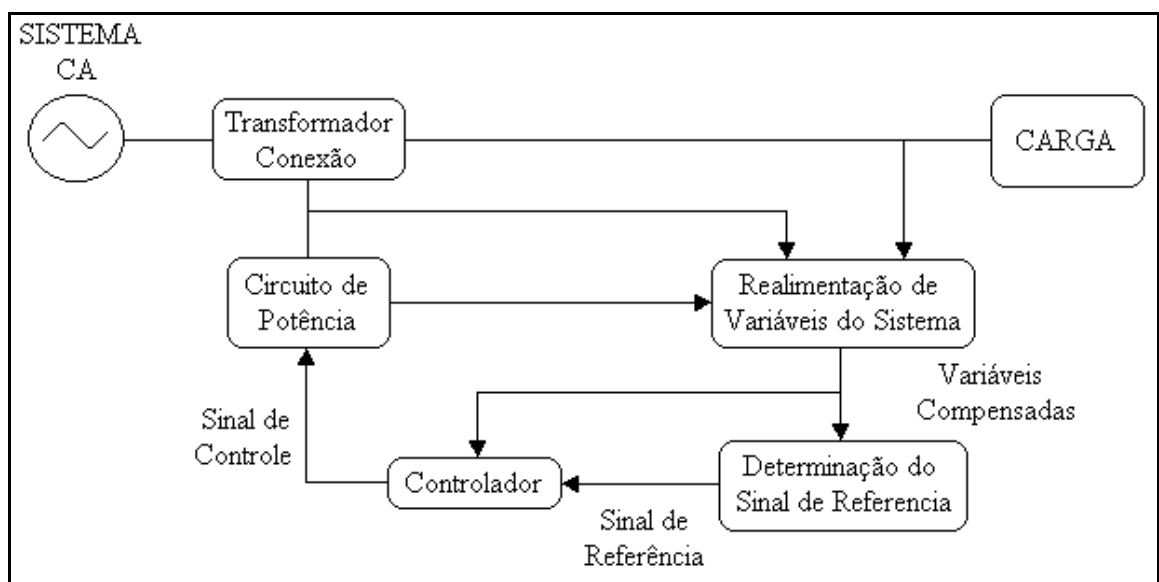 SISTEMA
CA
Transformador
Conexão
CARGA
Circuito de
Potência
Realimentação de
Variáveis do Sistema
Variáveis
Compensadas
Sinal de
Controle
Controlador
Determinação do
Sinal de Referencia
Sinal de
Referência